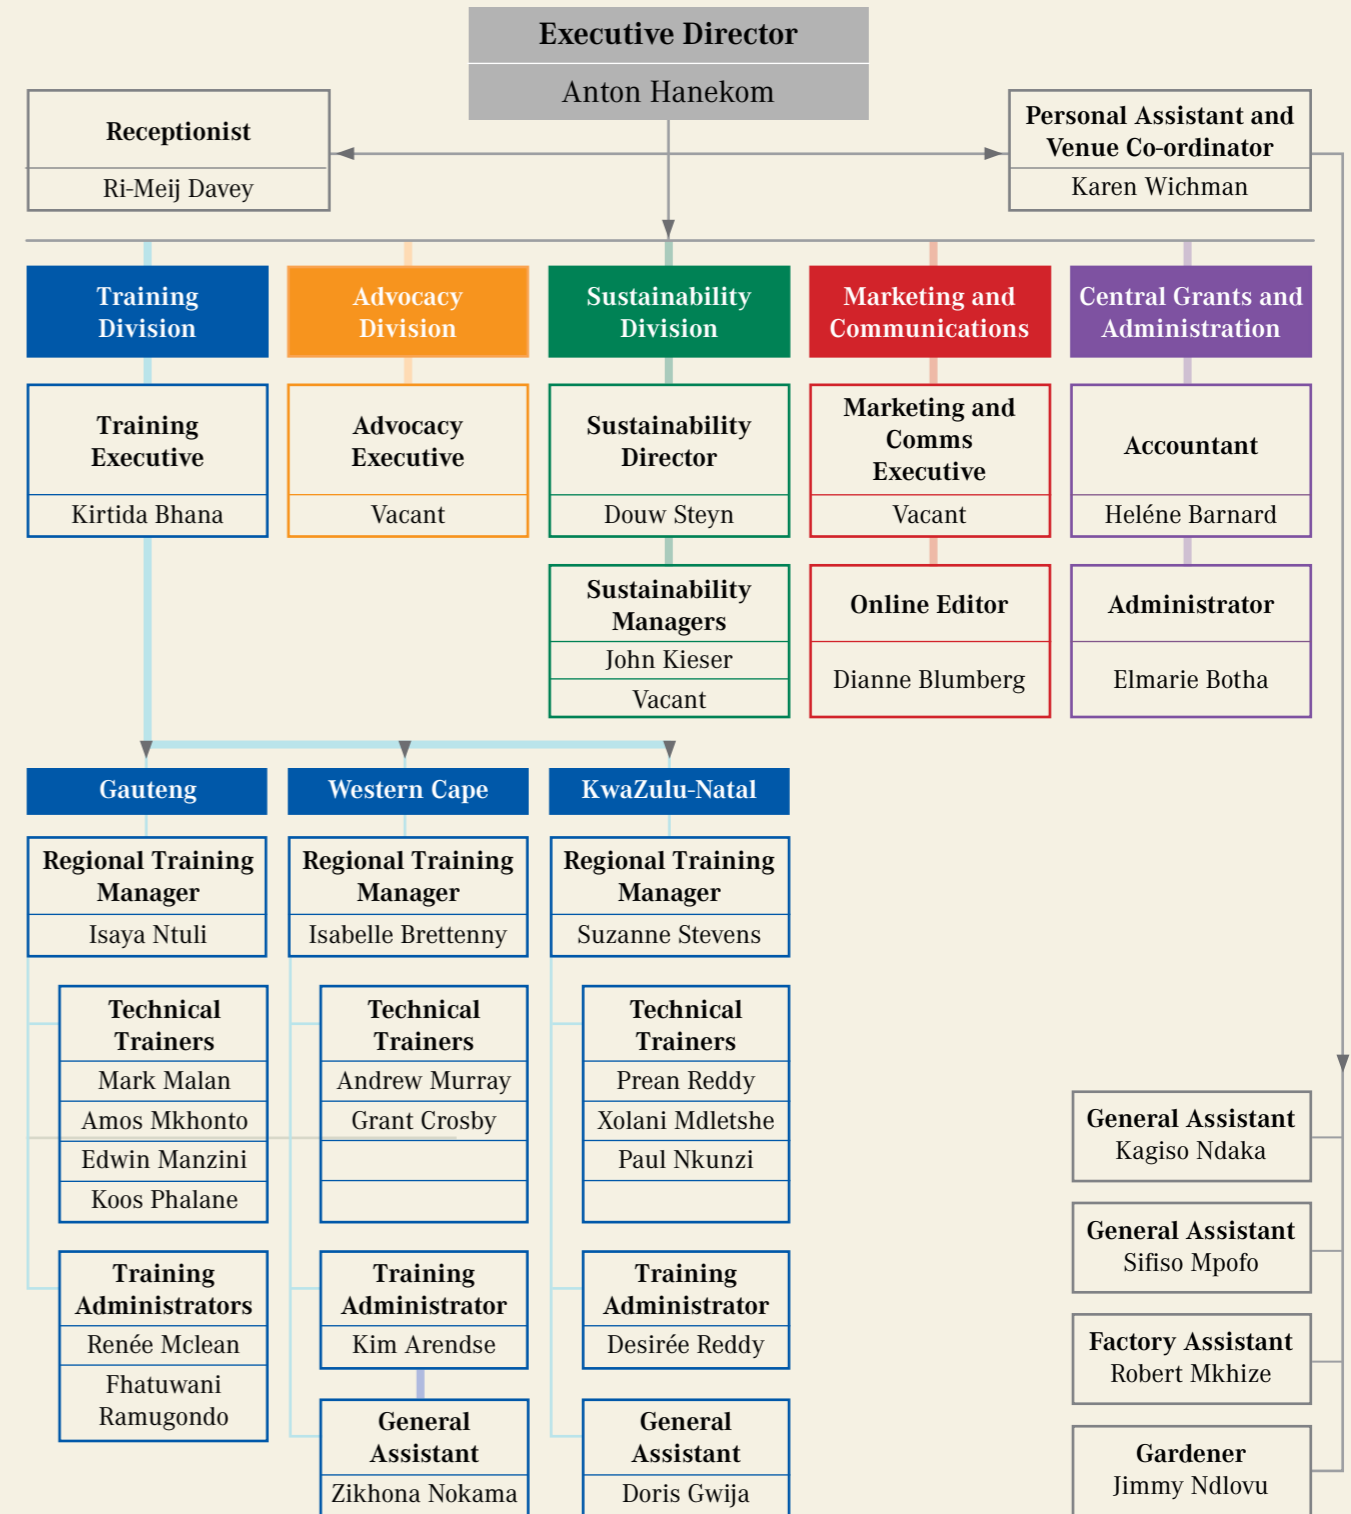 Executive Director
Anton Hanekom
Receptionist
Ri-Meij Davey
Personal Assistant and
Venue Co-ordinator
Karen Wichman
Training
Division
Advocacy
Division
Sustainability
Division
Marketing and
Communications
Central Grants and
Administration
Training
Executive
Kirtida Bhana
Advocacy
Executive
Vacant
Sustainability
Director
Douw Steyn
Marketing and
Comms
Executive
Vacant
Accountant
Heléne Barnard
Sustainability
Managers
John Kieser
Vacant
Online Editor
Dianne Blumberg
Administrator
Elmarie Botha
Gauteng
Western Cape
KwaZulu-Natal
Regional Training
Manager
Isaya Ntuli
Regional Training
Manager
Isabelle Brettenny
Regional Training
Manager
Suzanne Stevens
Technical
Trainers
Mark Malan
Amos Mkhonto
Edwin Manzini
Koos Phalane
Technical
Trainers
Andrew Murray
Grant Crosby
Technical
Trainers
Prean Reddy
Xolani Mdletshe
Paul Nkunzi
Training
Administrators
Renée Mclean
Fhatuwani
Ramugondo
Training
Administrator
Kim Arendse
Training
Administrator
Desirée Reddy
General
Assistant
Zikhona Nokama
General
Assistant
Doris Gwija
General Assistant
Kagiso Ndaka
General Assistant
Sifiso Mpofo
Factory Assistant
Robert Mkhize
Gardener
Jimmy Ndlovu